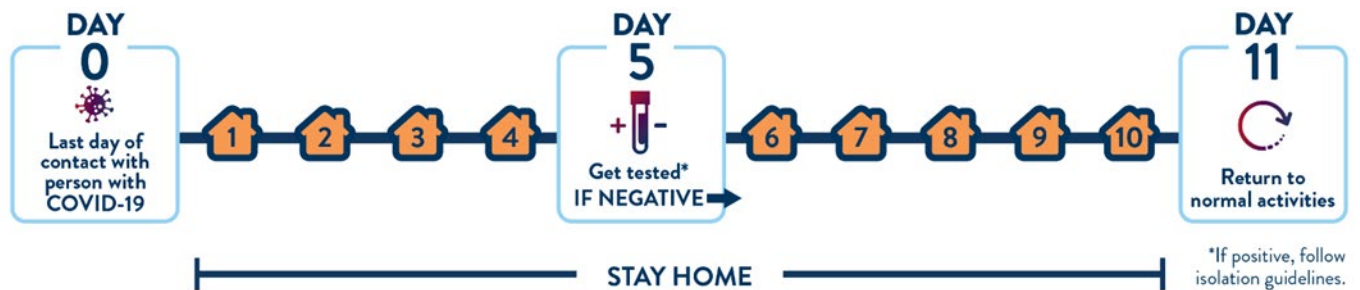 DAY
0
Last day of
contact with
person with
COVID-19
1
2
3
4
DAY
5
+ -
Get tested*
IF NEGATIVE
6
7
8
9
10
DAY
11
Return to
normal activities
STAY HOME
*If positive, follow
isolation guidelines.